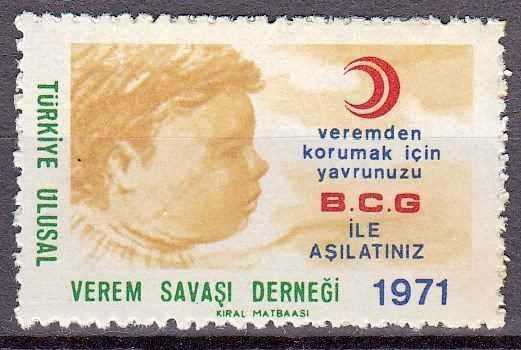 TÜRKİYE ULUSAL
veremden
korumak için
yavrunuzu
B.C.G
İLE
AŞILATINIZ
VEREM SAVAŞI DERNEĞİ 1971
KIRAL MATBAASI